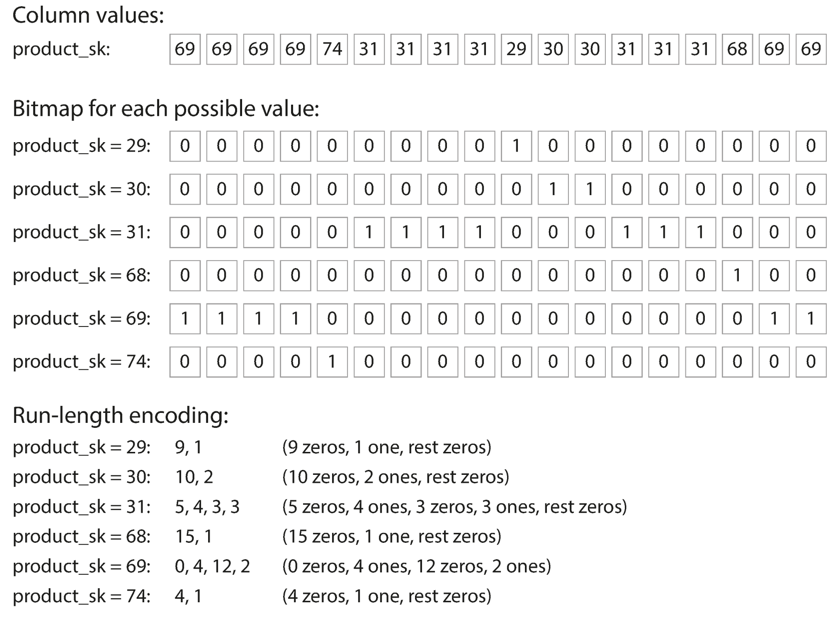 Column values:
product_sk: 69 69 69 69 74 31 31 31 31 29 30 30 31 31 31 68 69 69
Bitmap for each possible value:
product_sk = 29: 0 0 0 0 0 0 0 0 0 1 0 0 0 0 0 0 0 0
product_sk = 30: 0 0 0 0 0 0 0 0 0 0 1 1 0 0 0 0 0 0
product_sk = 31: 0 0 0 0 0 1 1 1 1 0 0 0 1 1 1 0 0 0
product_sk = 68: 0 0 0 0 0 0 0 0 0 0 0 0 0 0 0 1 0 0
product_sk = 69: 1 1 1 1 0 0 0 0 0 0 0 0 0 0 0 0 1 1
product_sk = 74: 0 0 0 0 1 0 0 0 0 0 0 0 0 0 0 0 0 0
Run-length encoding:
product_sk = 29: 9, 1 (9 zeros, 1 one, rest zeros)
product_sk = 30: 10, 2 (10 zeros, 2 ones, rest zeros)
product_sk = 31: 5, 4, 3, 3 (5 zeros, 4 ones, 3 zeros, 3 ones, rest zeros)
product_sk = 68: 15, 1 (15 zeros, 1 one, rest zeros)
product_sk = 69: 0, 4, 12, 2 (0 zeros, 4 ones, 12 zeros, 2 ones)
product_sk = 74: 4, 1 (4 zeros, 1 one, rest zeros)